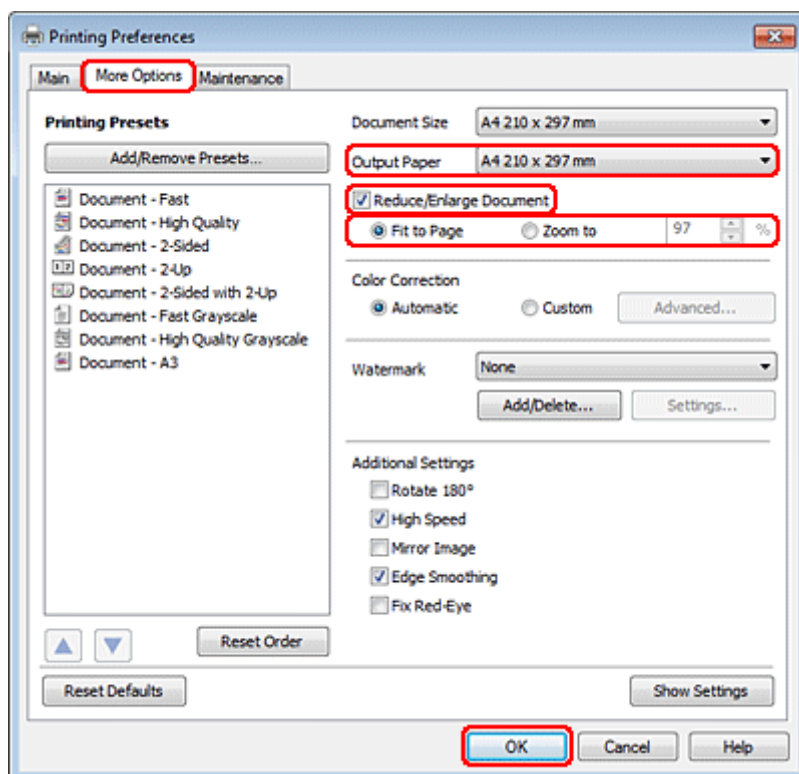 Printing Preferences
Main More Options Maintenance
Printing Presets
Add/Remove Presets...
Document - Fast
Document - High Quality
Document - 2-Sided
Document - 2-Up
Document - 2-Sided with 2-Up
Document - Fast Grayscale
Document - High Quality Grayscale
Document - A3
Reset Order
Document Size A4 210 x 297 mm
Output Paper A4 210 x 297 mm
Reduce/Enlarge Document
Fit to Page Zoom to 97 %
Color Correction
Automatic Custom Advanced...
Watermark None
Add/Delete... Settings...
Additional Settings
Rotate 180°
High Speed
Mirror Image
Edge Smoothing
Fix Red-Eye
Reset Defaults Show Settings
OK Cancel Help